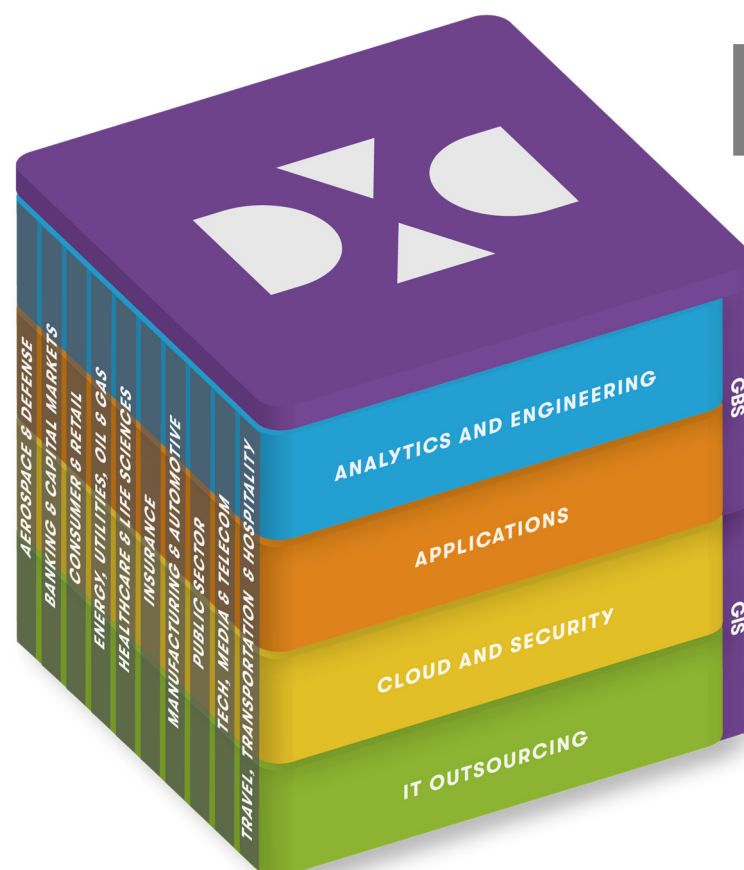 AEROSPACE & DEFENSE
BANKING & CAPITAL MARKETS
CONSUMER & RETAIL
ENERGY, UTILITIES, OIL & GAS
HEALTHCARE & LIFE SCIENCES
INSURANCE
MANUFACTURING & AUTOMOTIVE
PUBLIC SECTOR
TECH, MEDIA & TELECOM
TRAVEL, TRANSPORTATION & HOSPITALITY
ANALYTICS AND ENGINEERING
APPLICATIONS
CLOUD AND SECURITY
IT OUTSOURCING
GBS
GIS